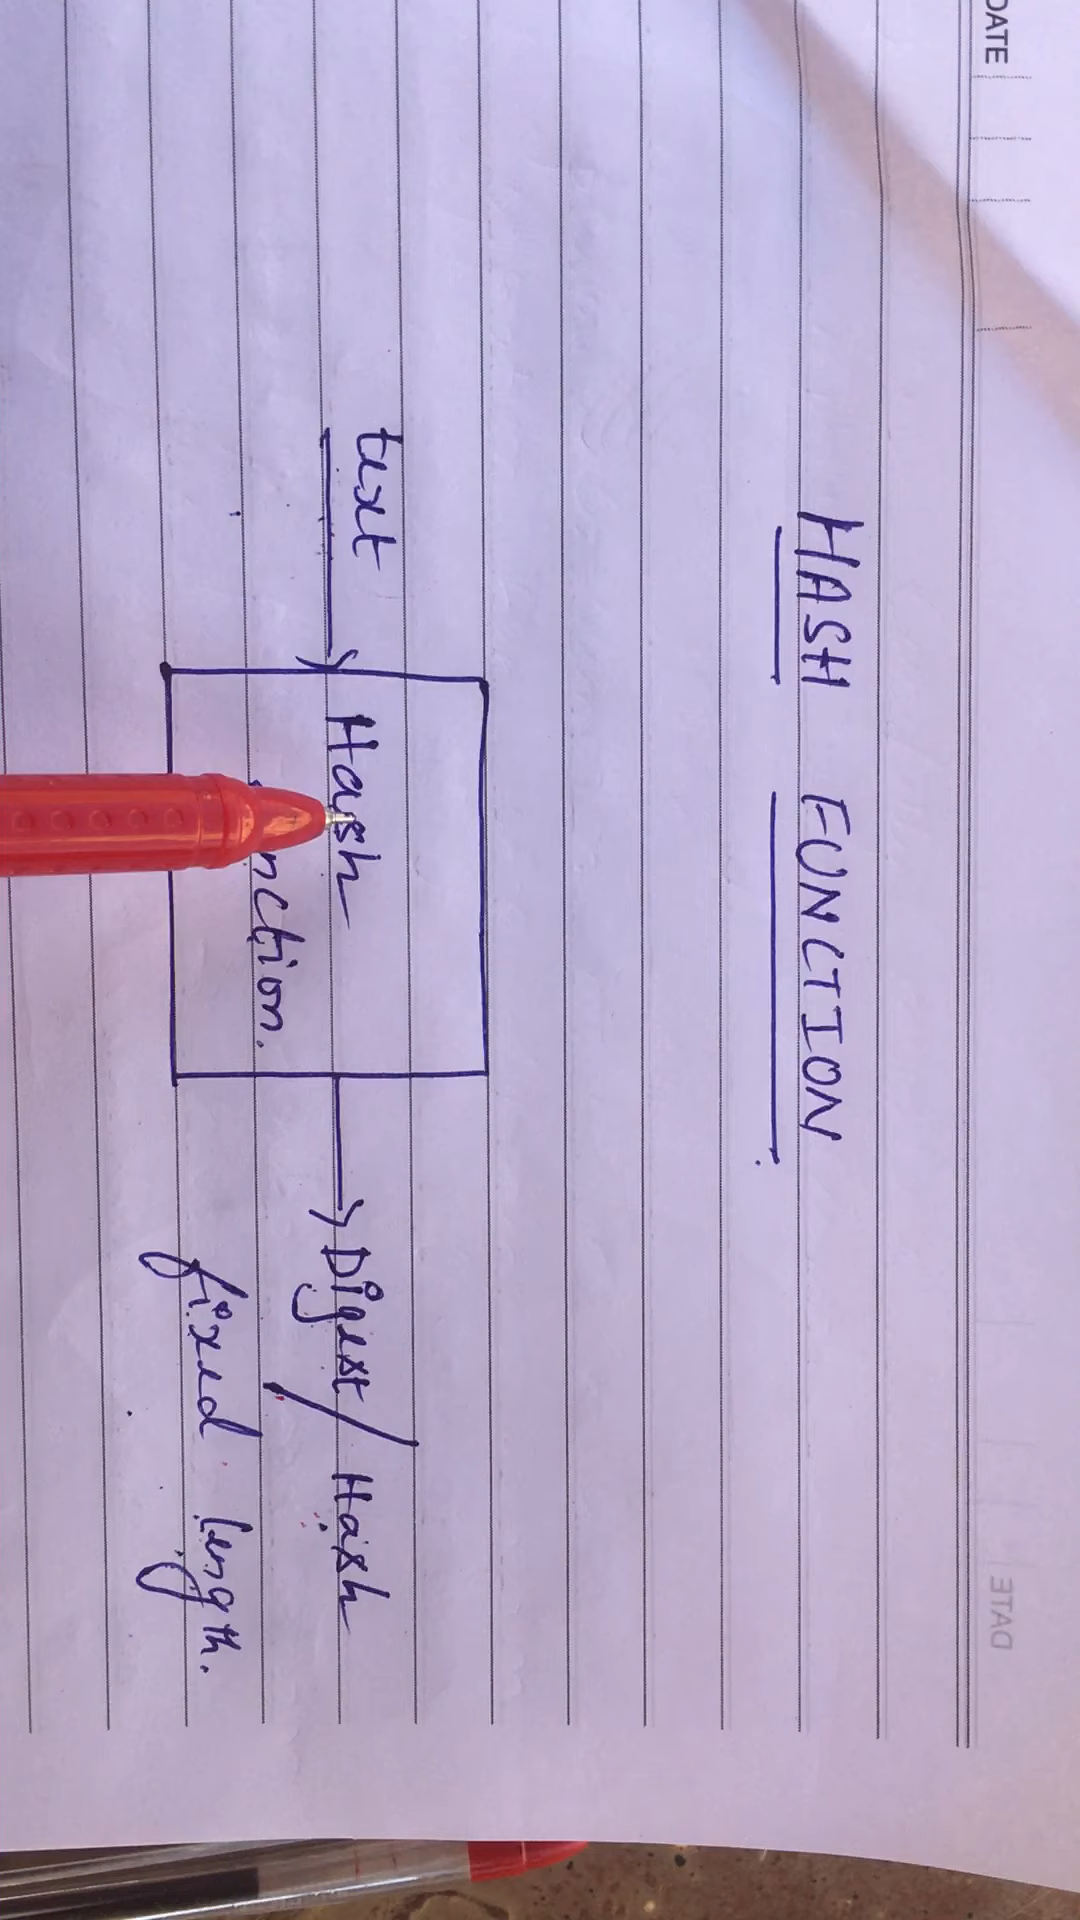 DATE
HASH FUNCTION
text
Hash
nction.
Digest/ Hash
fixed length.
DATE